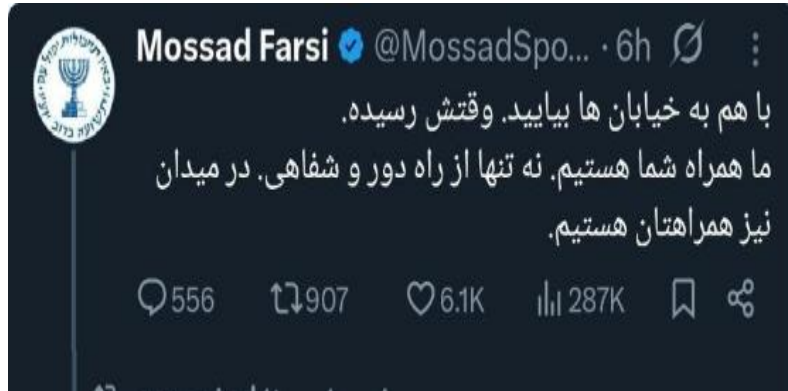 Mossad Farsi @MossadSpo... · 6h
با هم به خیابان ها بیایید. وقتش رسیده.
ما همراه شما هستیم. نه تنها از راه دور و شفاهی. در میدان
نیز همراهتان هستیم.
556 907 6.1K 287K